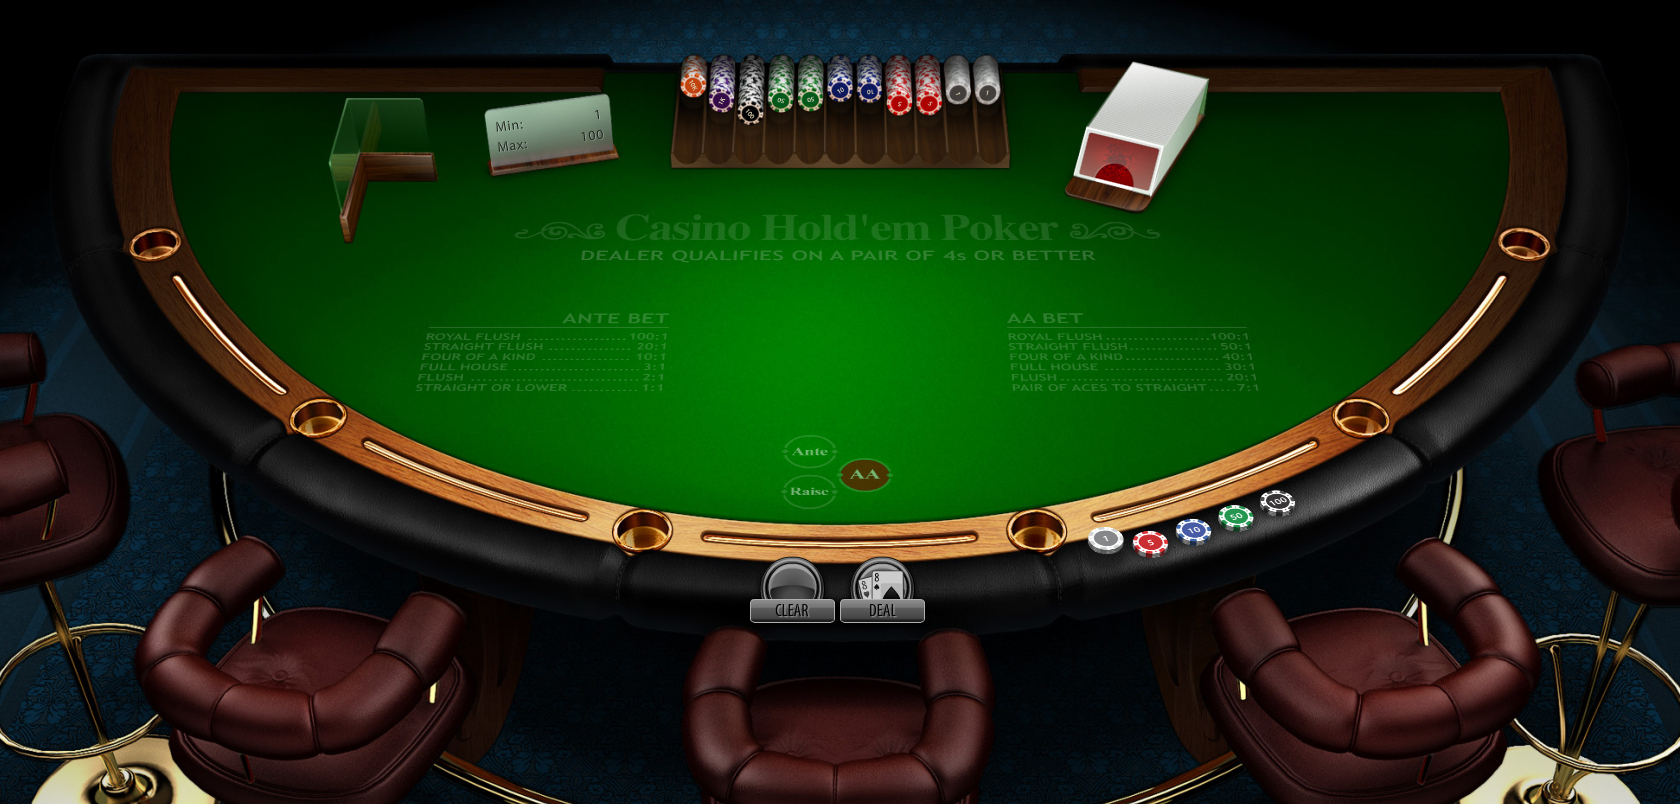 Min: 1
Max: 100
Casino Hold'em Poker
DEALER QUALIFIES ON A PAIR OF 4s OR BETTER
ANTE BET
ROYAL FLUSH 100:1
STRAIGHT FLUSH 20:1
FOUR OF A KIND 10:1
FULL HOUSE 3:1
FLUSH 2:1
STRAIGHT OR LOWER 1:1
AA BET
ROYAL FLUSH 100:1
STRAIGHT FLUSH 50:1
FOUR OF A KIND 40:1
FULL HOUSE 30:1
FLUSH 20:1
PAIR OF ACES TO STRAIGHT 7:1
Ante
AA
Raise
1 5 10 50 100
8 8
CLEAR DEAL